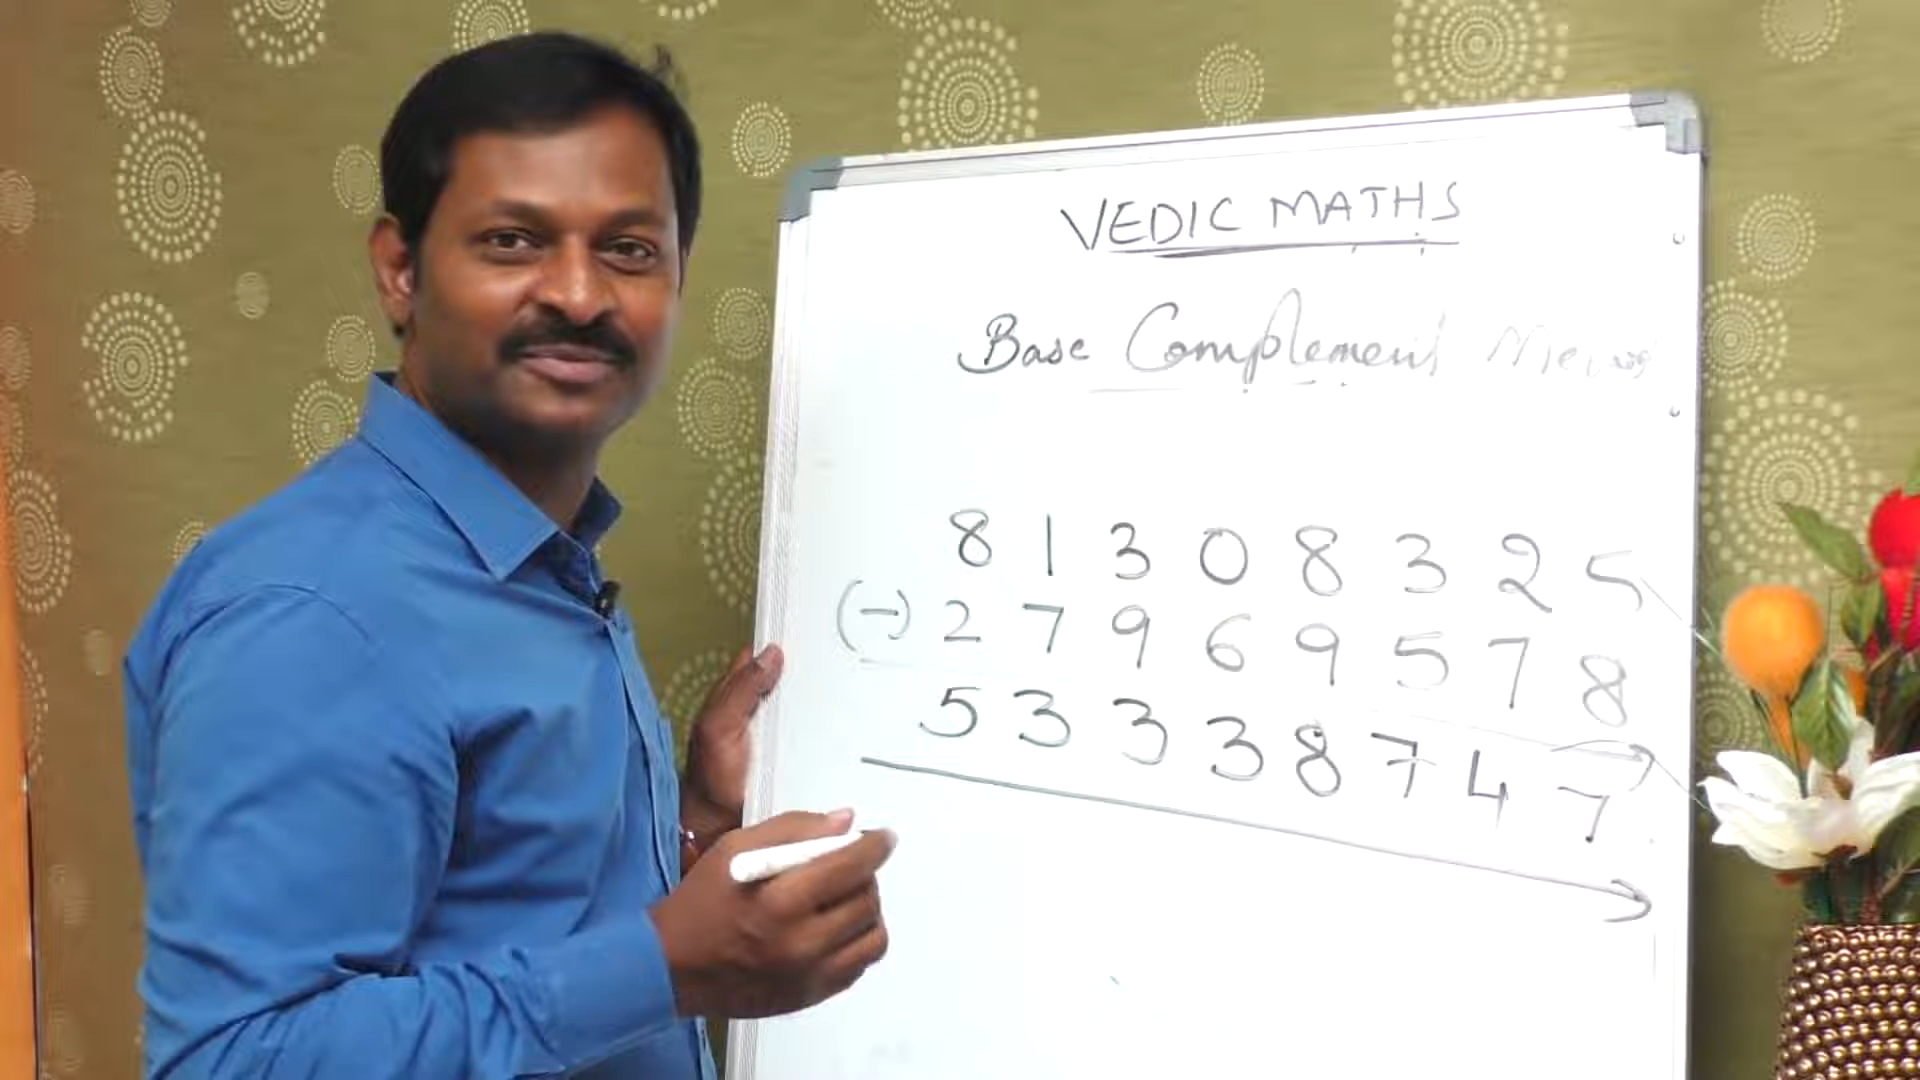 VEDIC MATHS
Base Complement
8 1 3 0 8 3 2 5
(-) 2 7 9 6 9 5 7 8
5 3 3 3 8 7 4 7